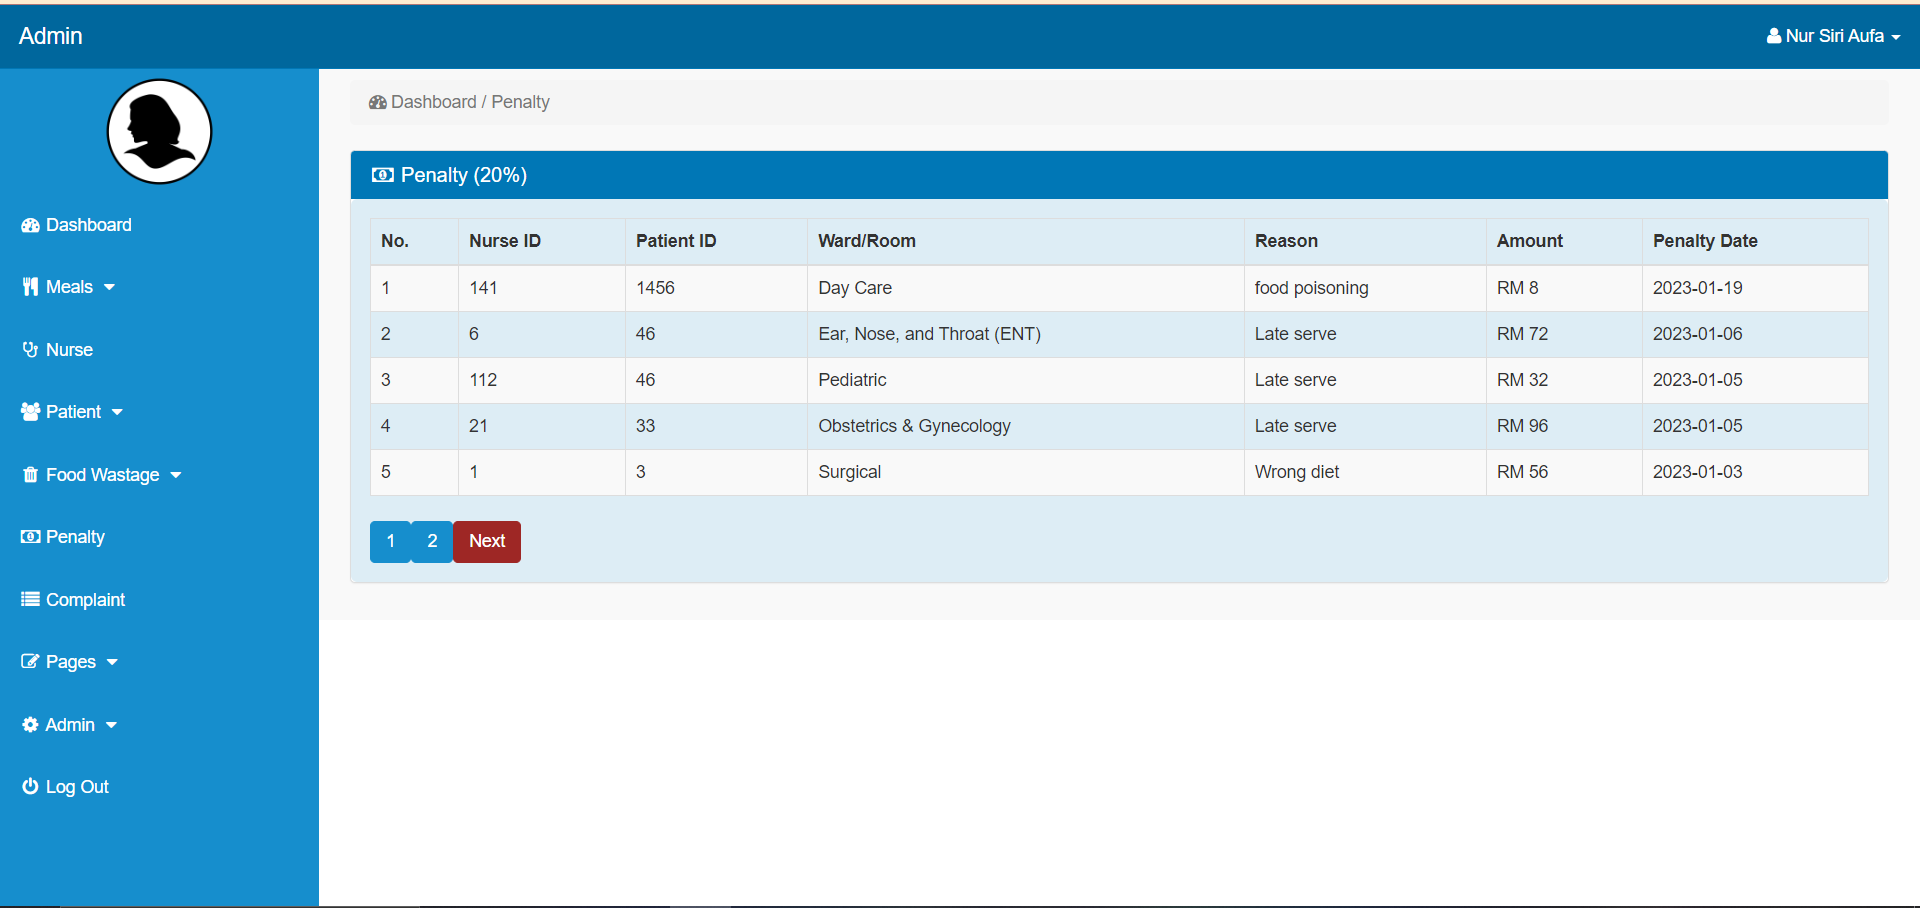 Admin
Nur Siri Aufa
Dashboard / Penalty
Dashboard
Meals
Nurse
Patient
Food Wastage
Penalty
Complaint
Pages
Admin
Log Out
Penalty (20%)
No. Nurse ID Patient ID Ward/Room Reason Amount Penalty Date
1 141 1456 Day Care food poisoning RM 8 2023-01-19
2 6 46 Ear, Nose, and Throat (ENT) Late serve RM 72 2023-01-06
3 112 46 Pediatric Late serve RM 32 2023-01-05
4 21 33 Obstetrics & Gynecology Late serve RM 96 2023-01-05
5 1 3 Surgical Wrong diet RM 56 2023-01-03
1 2 Next